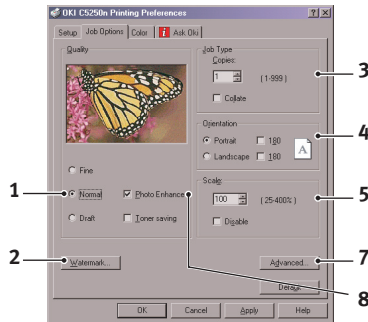 OKI C5250n Printing Preferences
Setup Job Options Color Ask Oki
Quality
Fine
Normal
Photo Enhance
Draft
Toner saving
Watermark...
Job Type
Copies:
1 (1-999)
Collate
Orientation
Portrait 180
Landscape 180
A
Scale:
100 (25-400%)
Disable
Advanced...
Default
OK Cancel Apply Help
1
2
3
4
5
7
8